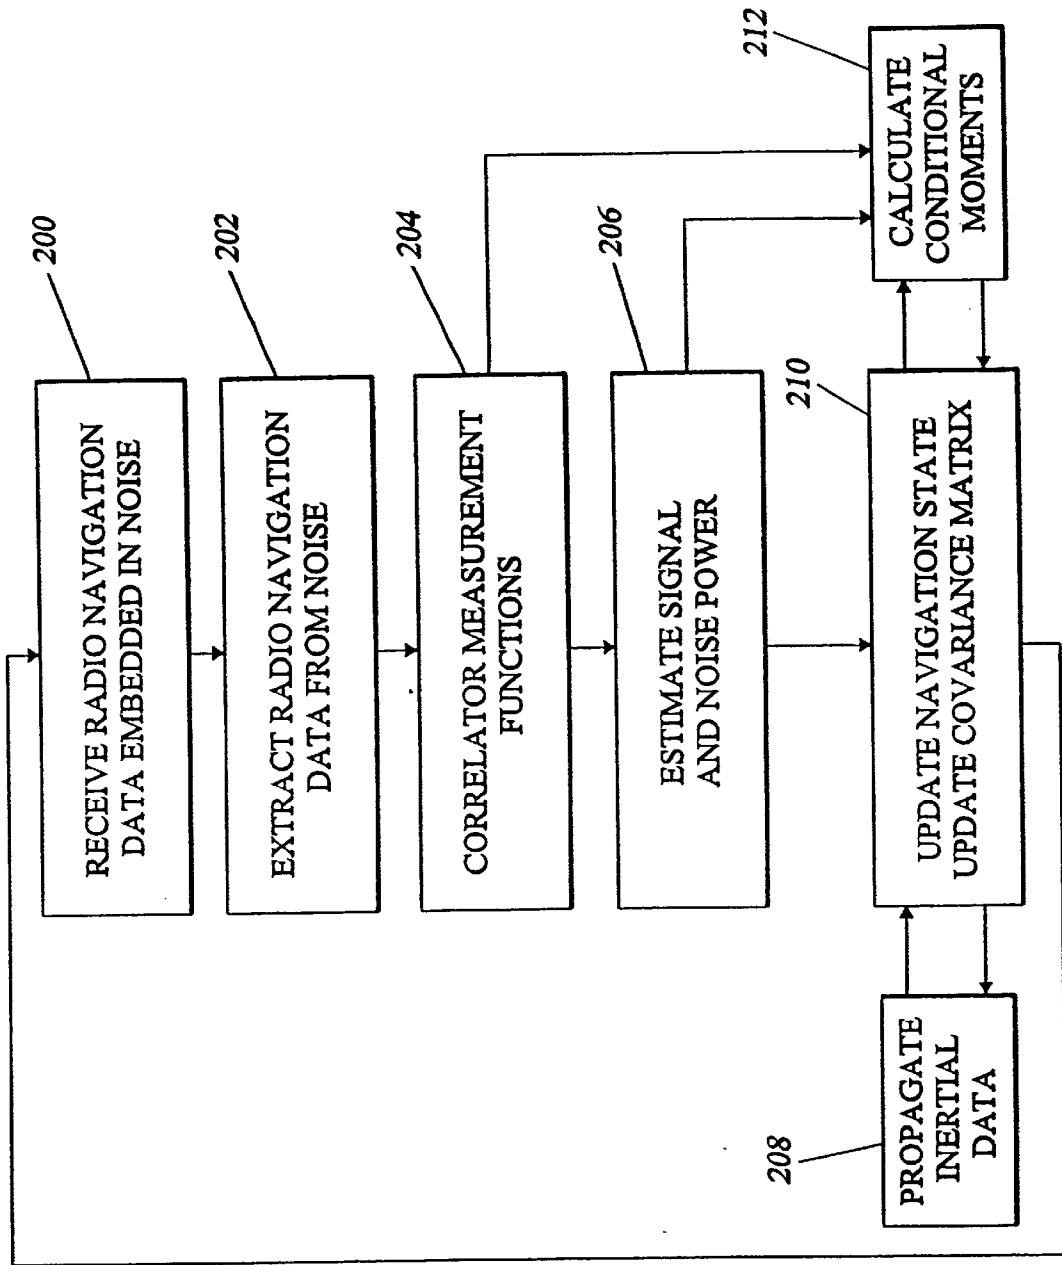 200
RECEIVE RADIO NAVIGATION
DATA EMBEDDED IN NOISE
202
EXTRACT RADIO NAVIGATION
DATA FROM NOISE
204
CORRELATOR MEASUREMENT
FUNCTIONS
206
ESTIMATE SIGNAL
AND NOISE POWER
208
PROPAGATE
INERTIAL
DATA
210
UPDATE NAVIGATION STATE
UPDATE COVARIANCE MATRIX
212
CALCULATE
CONDITIONAL
MOMENTS